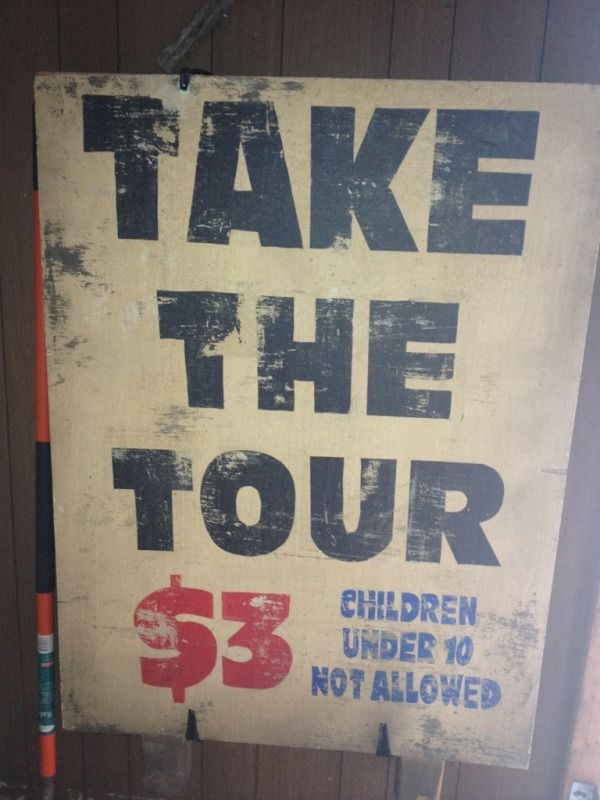 TAKE
THE
TOUR
$3
CHILDREN
UNDER 10
NOT ALLOWED